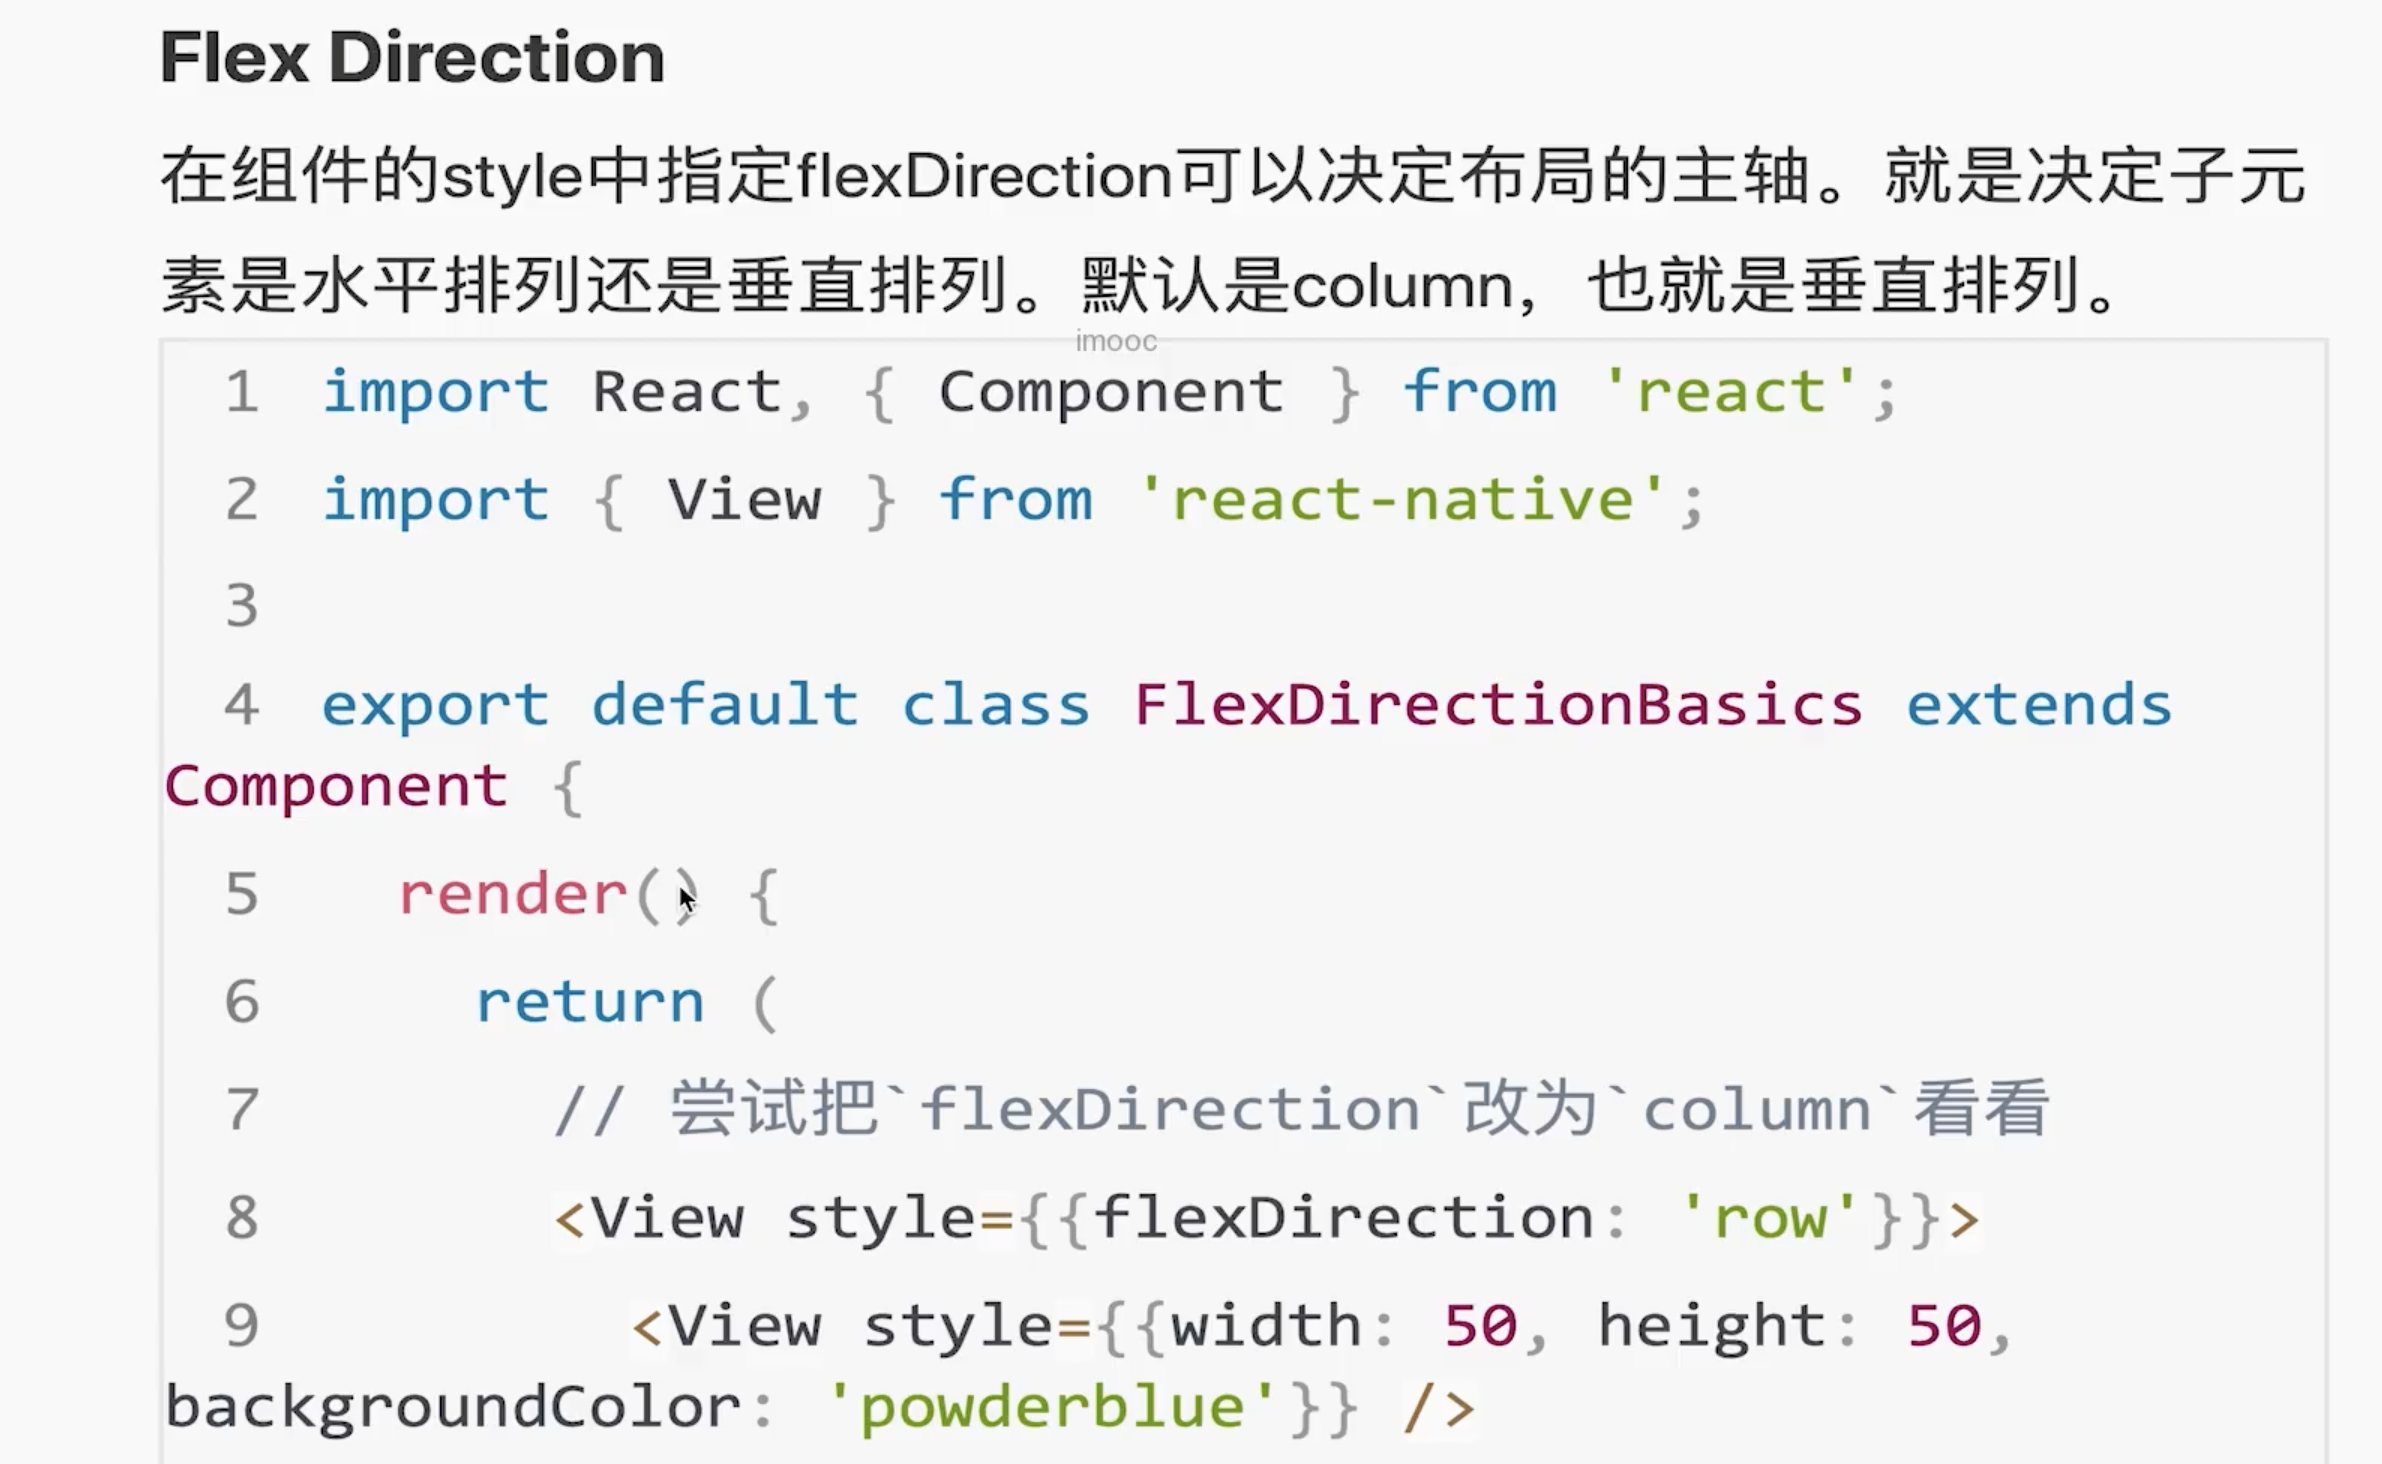 Flex Direction
在组件的style中指定flexDirection可以决定布局的主轴。就是决定子元
素是水平排列还是垂直排列。默认是column，也就是垂直排列。
imooc
1 import React, { Component } from 'react';
2 import { View } from 'react-native';
3
4 export default class FlexDirectionBasics extends
Component {
5 render() {
6 return (
7 // 尝试把`flexDirection`改为`column`看看
8 <View style={{flexDirection: 'row'}}>
9 <View style={{width: 50, height: 50,
backgroundColor: 'powderblue'}} />